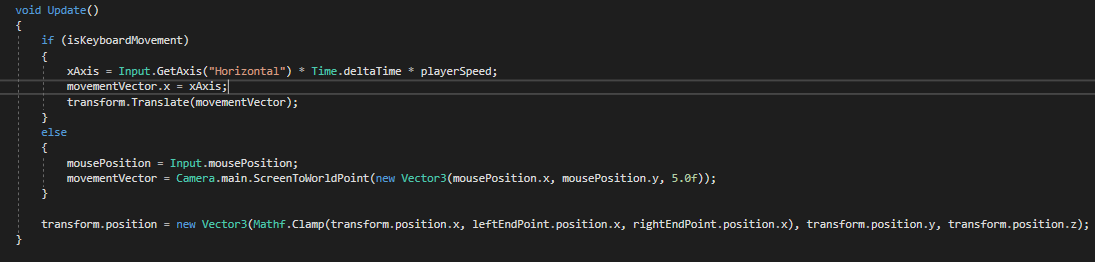 void Update()
{
if (isKeyboardMovement)
{
xAxis = Input.GetAxis("Horizontal") * Time.deltaTime * playerSpeed;
movementVector.x = xAxis;
transform.Translate(movementVector);
}
else
{
mousePosition = Input.mousePosition;
movementVector = Camera.main.ScreenToWorldPoint(new Vector3(mousePosition.x, mousePosition.y, 5.0f));
}
transform.position = new Vector3(Mathf.Clamp(transform.position.x, leftEndPoint.position.x, rightEndPoint.position.x), transform.position.y, transform.position.z);
}